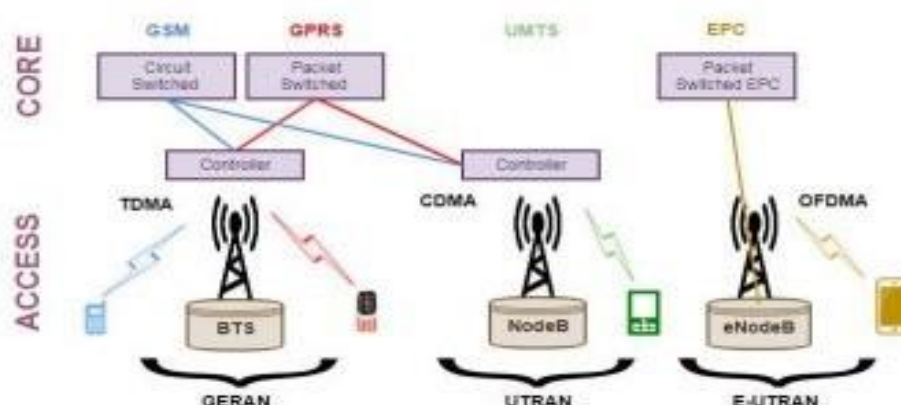 GSM
GPRS
UMTS
EPC
CORE
Circuit
Switched
Packet
Switched
Packet
Switched EPC
Controller
Controller
ACCESS
TDMA
CDMA
OFDMA
BTS
NodeB
eNodeB
GERAN
UTRAN
E-UTRAN